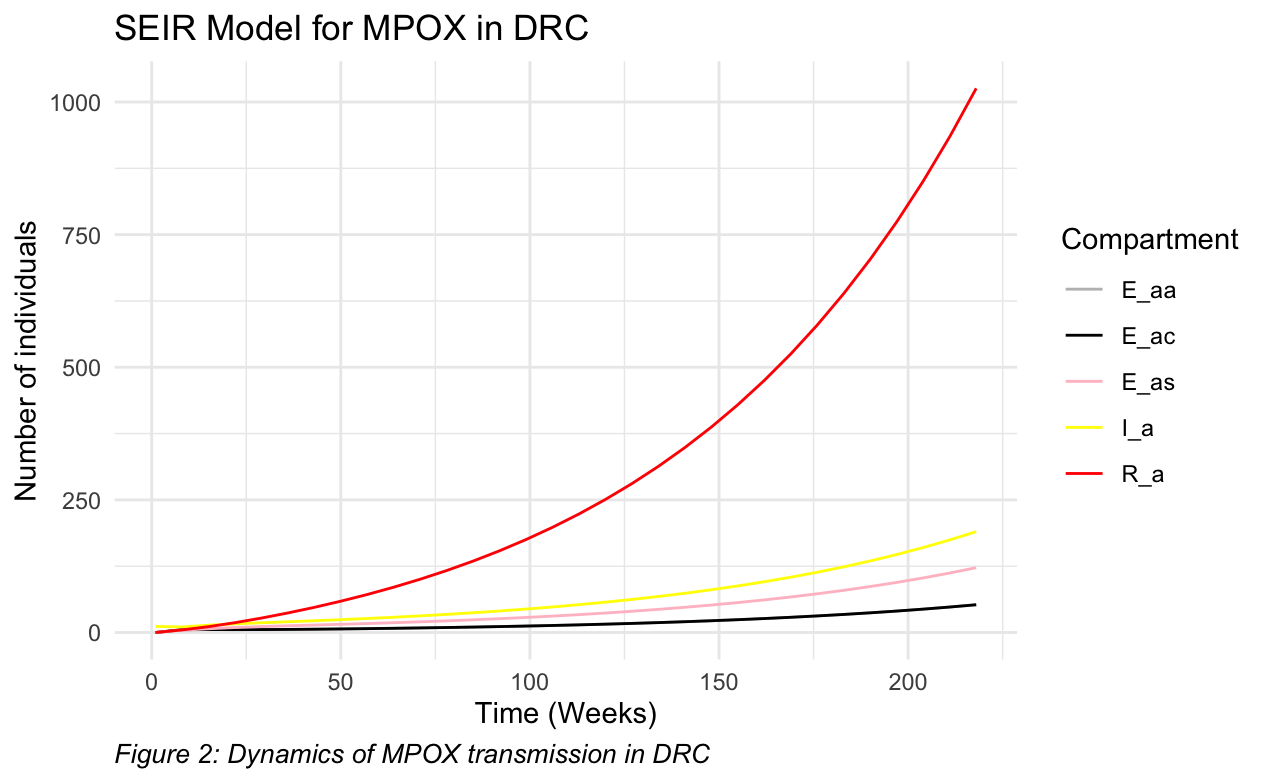 SEIR Model for MPOX in DRC
Number of individuals
1000
750
500
250
0
0 50 100 150 200
Time (Weeks)
Compartment
E_aa
E_ac
E_as
I_a
R_a
Figure 2: Dynamics of MPOX transmission in DRC